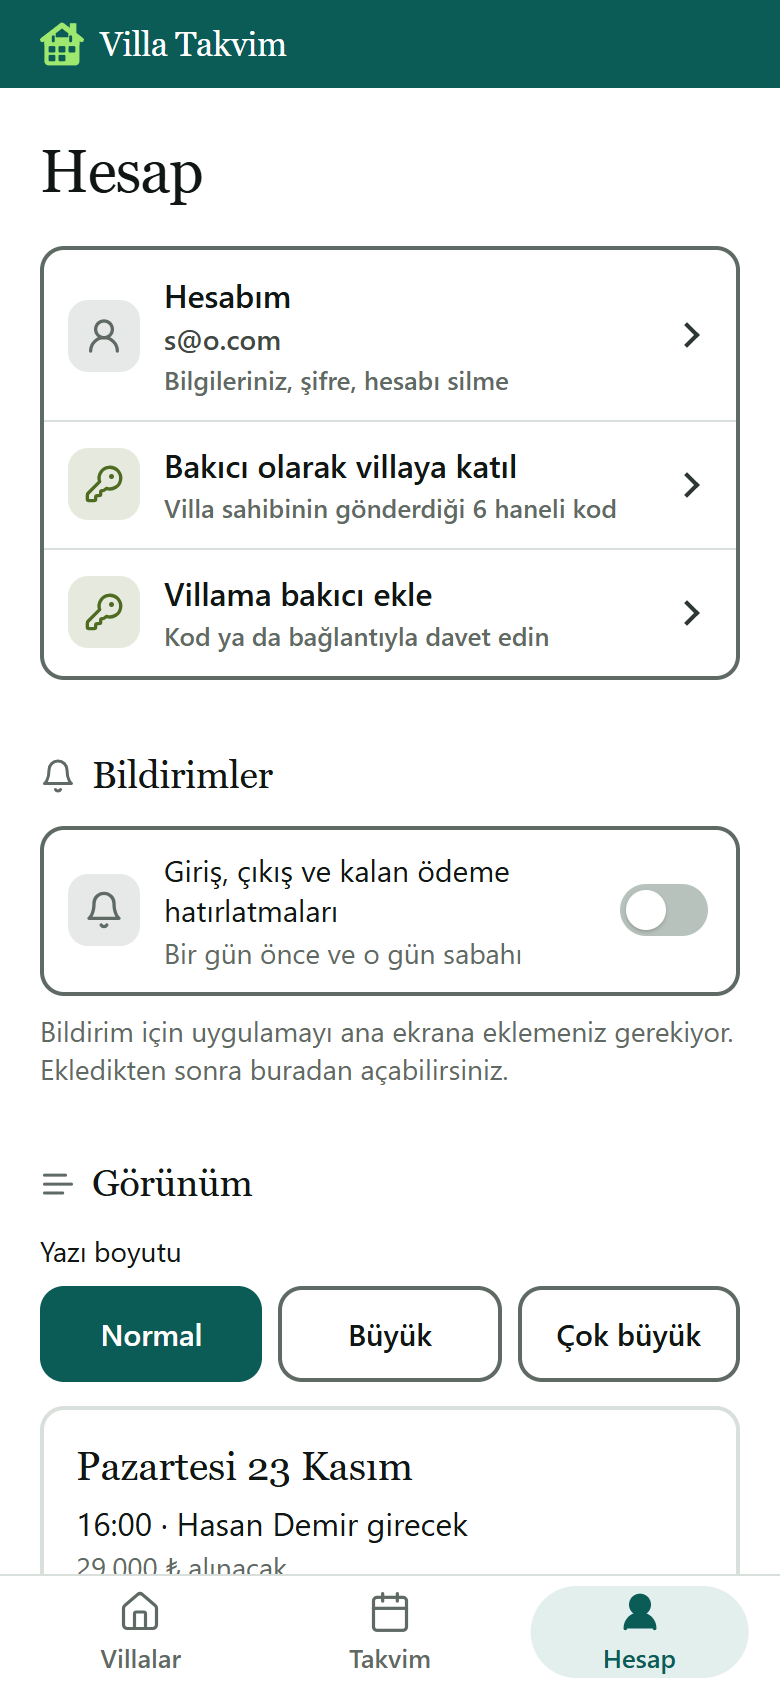 Villa Takvim
Hesap
Hesabım
s@o.com
Bilgileriniz, şifre, hesabı silme
Bakıcı olarak villaya katıl
Villa sahibinin gönderdiği 6 haneli kod
Villama bakıcı ekle
Kod ya da bağlantıyla davet edin
Bildirimler
Giriş, çıkış ve kalan ödeme
hatırlatmaları
Bir gün önce ve o gün sabahı
Bildirim için uygulamayı ana ekrana eklemeniz gerekiyor.
Ekledikten sonra buradan açabilirsiniz.
Görünüm
Yazı boyutu
Normal
Büyük
Çok büyük
Pazartesi 23 Kasım
16:00 · Hasan Demir girecek
29.000 ₺ alınacak
Villalar
Takvim
Hesap